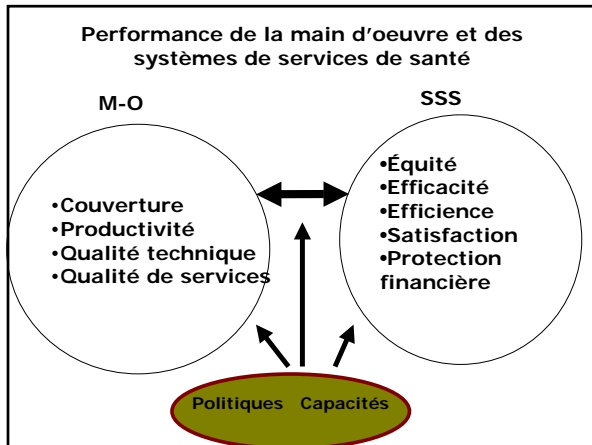 Performance de la main d'oeuvre et des
systèmes de services de santé
M-O
SSS
•Couverture
•Productivité
•Qualité technique
•Qualité de services
•Équité
•Efficacité
•Efficience
•Satisfaction
•Protection
financière
Politiques Capacités